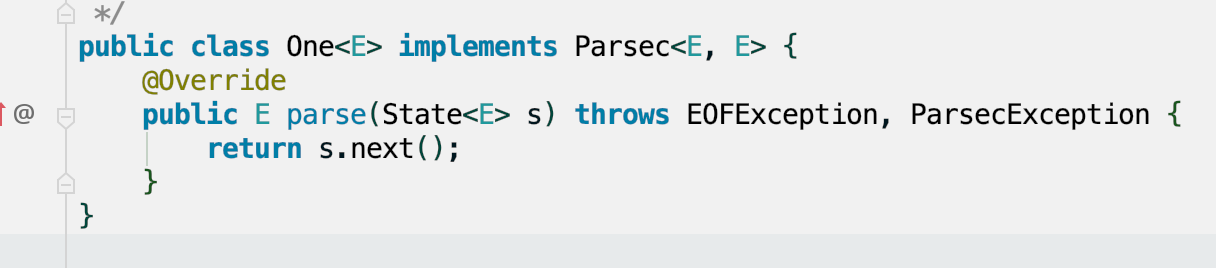 */
public class One<E> implements Parsec<E, E> {
@Override
@ public E parse(State<E> s) throws EOFException, ParsecException {
return s.next();
}
}